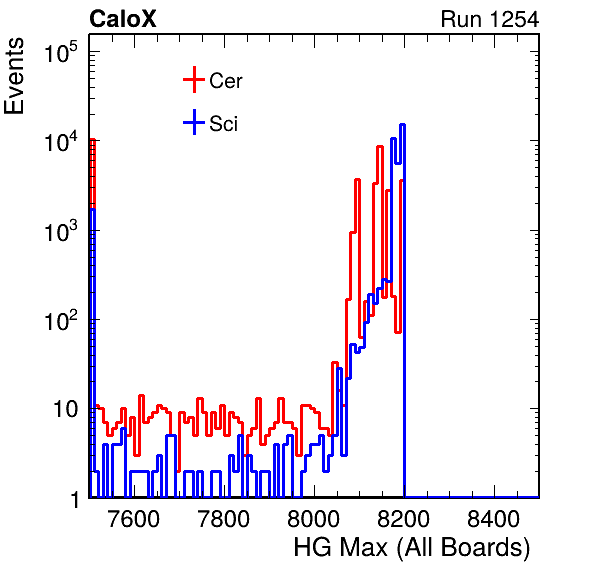 CaloX
Run 1254
Events
Cer
Sci
10^5
10^4
10^3
10^2
10
1
7600 7800 8000 8200 8400
HG Max (All Boards)